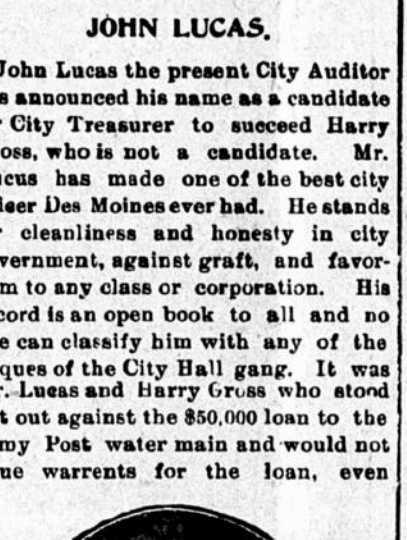 JOHN LUCAS.
John Lucas the present City Auditor
s announced his name as a candidate
r City Treasurer to succeed Harry
oss, who is not a candidate. Mr.
ucus has made one of the best city
diser Des Moines ever had. He stands
r cleanliness and honesty in city
vernment, against graft, and favor-
m to any class or corporation. His
cord is an open book to all and no
e can classify him with any of the
iques of the City Hall gang. It was
r. Lucas and Harry Gross who stood
t out against the $50,000 loan to the
my Post water main and would not
ue warrents for the loan, even